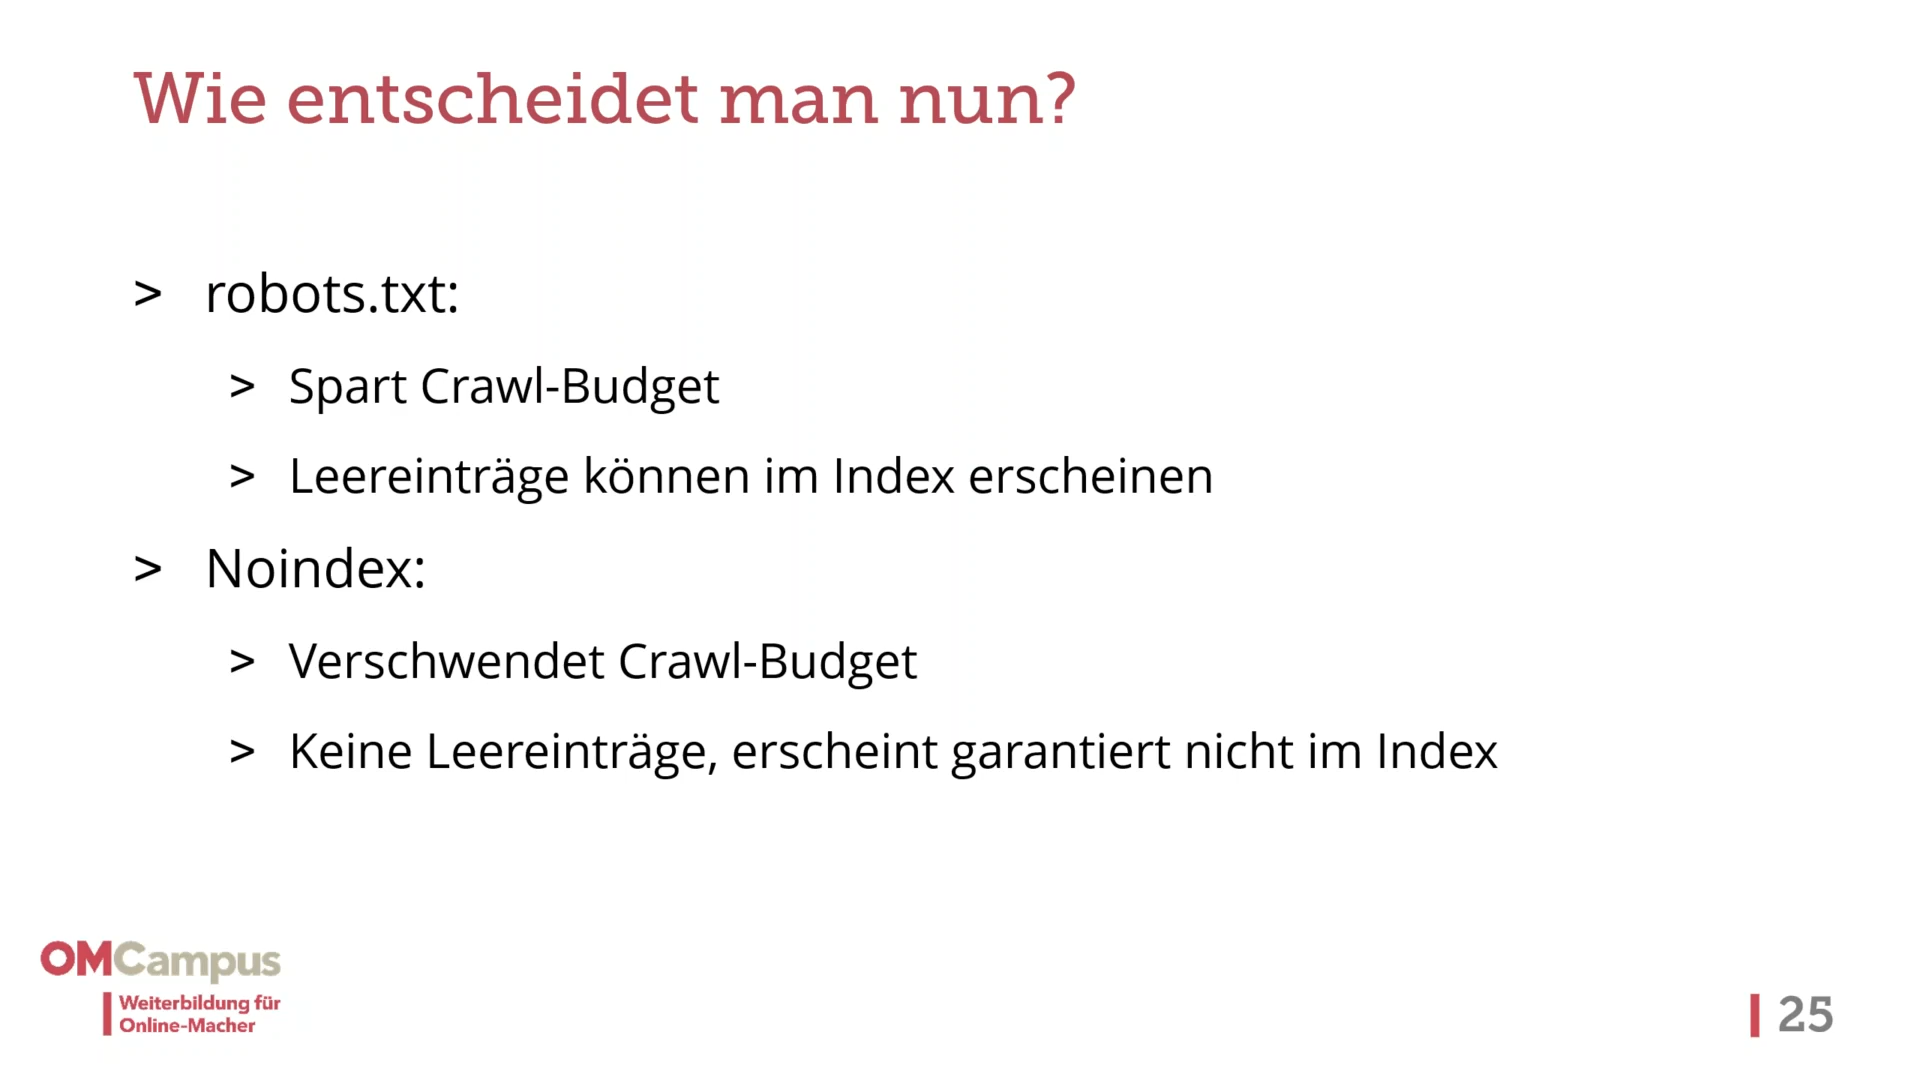 Wie entscheidet man nun?
> robots.txt:
> Spart Crawl-Budget
> Leereinträge können im Index erscheinen
> Noindex:
> Verschwendet Crawl-Budget
> Keine Leereinträge, erscheint garantiert nicht im Index
OMCampus
Weiterbildung für
Online-Macher
25